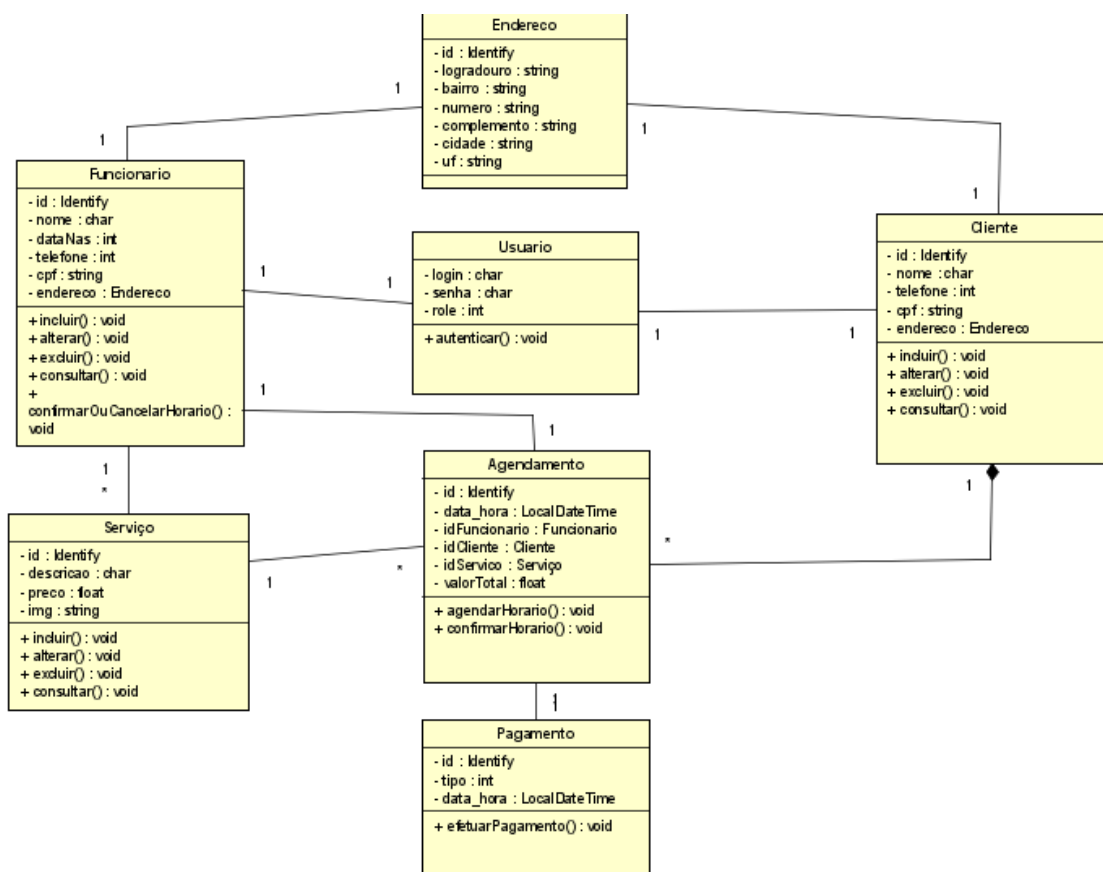 Endereco
- id : Identify
- logradouro : string
- bairro : string
- numero : string
- complemento : string
- cidade : string
- uf : string
1
1
1
1
Funcionario
- id : Identify
- nome : char
- dataNas : int
- telefone : int
- cpf : string
- endereco : Endereco
+ incluir() : void
+ alterar() : void
+ excluir() : void
+ consultar() : void
+
confirmarOuCancelarHorario() :
void
1
1
Usuario
- login : char
- senha : char
- role : int
+ autenticar() : void
1
1
Cliente
- id : Identify
- nome : char
- telefone : int
- cpf : string
- endereco : Endereco
+ incluir() : void
+ alterar() : void
+ excluir() : void
+ consultar() : void
1
1
1
*
1
*
Serviço
- id : Identify
- descricao : char
- preco : float
- img : string
+ incluir() : void
+ alterar() : void
+ excluir() : void
+ consultar() : void
1
*
Agendamento
- id : Identify
- data_hora : LocalDateTime
- idFuncionario : Funcionario
- idCliente : Cliente
- idServico : Serviço
- valorTotal : float
+ agendarHorario() : void
+ confirmarHorario() : void
1
1
1
Pagamento
- id : Identify
- tipo : int
- data_hora : LocalDateTime
+ efetuarPagamento() : void